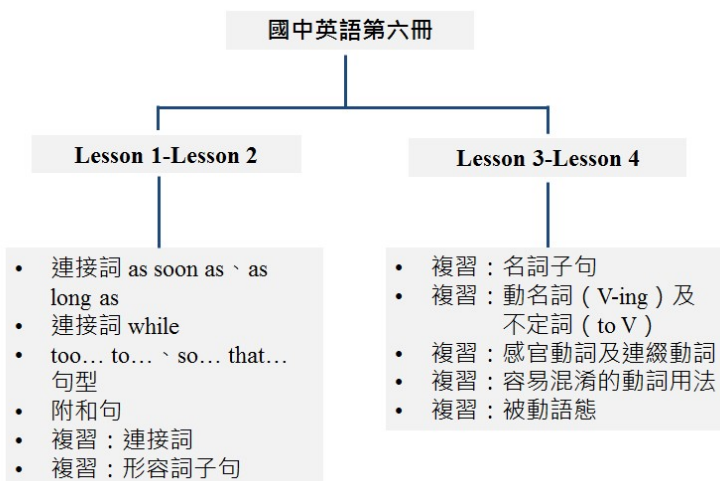 國中英語第六冊
Lesson 1-Lesson 2
• 連接詞 as soon as、as
long as
• 連接詞 while
• too… to…、so… that…
句型
• 附和句
• 複習：連接詞
• 複習：形容詞子句
Lesson 3-Lesson 4
• 複習：名詞子句
• 複習：動名詞（V-ing）及
不定詞（to V）
• 複習：感官動詞及連綴動詞
• 複習：容易混淆的動詞用法
• 複習：被動語態